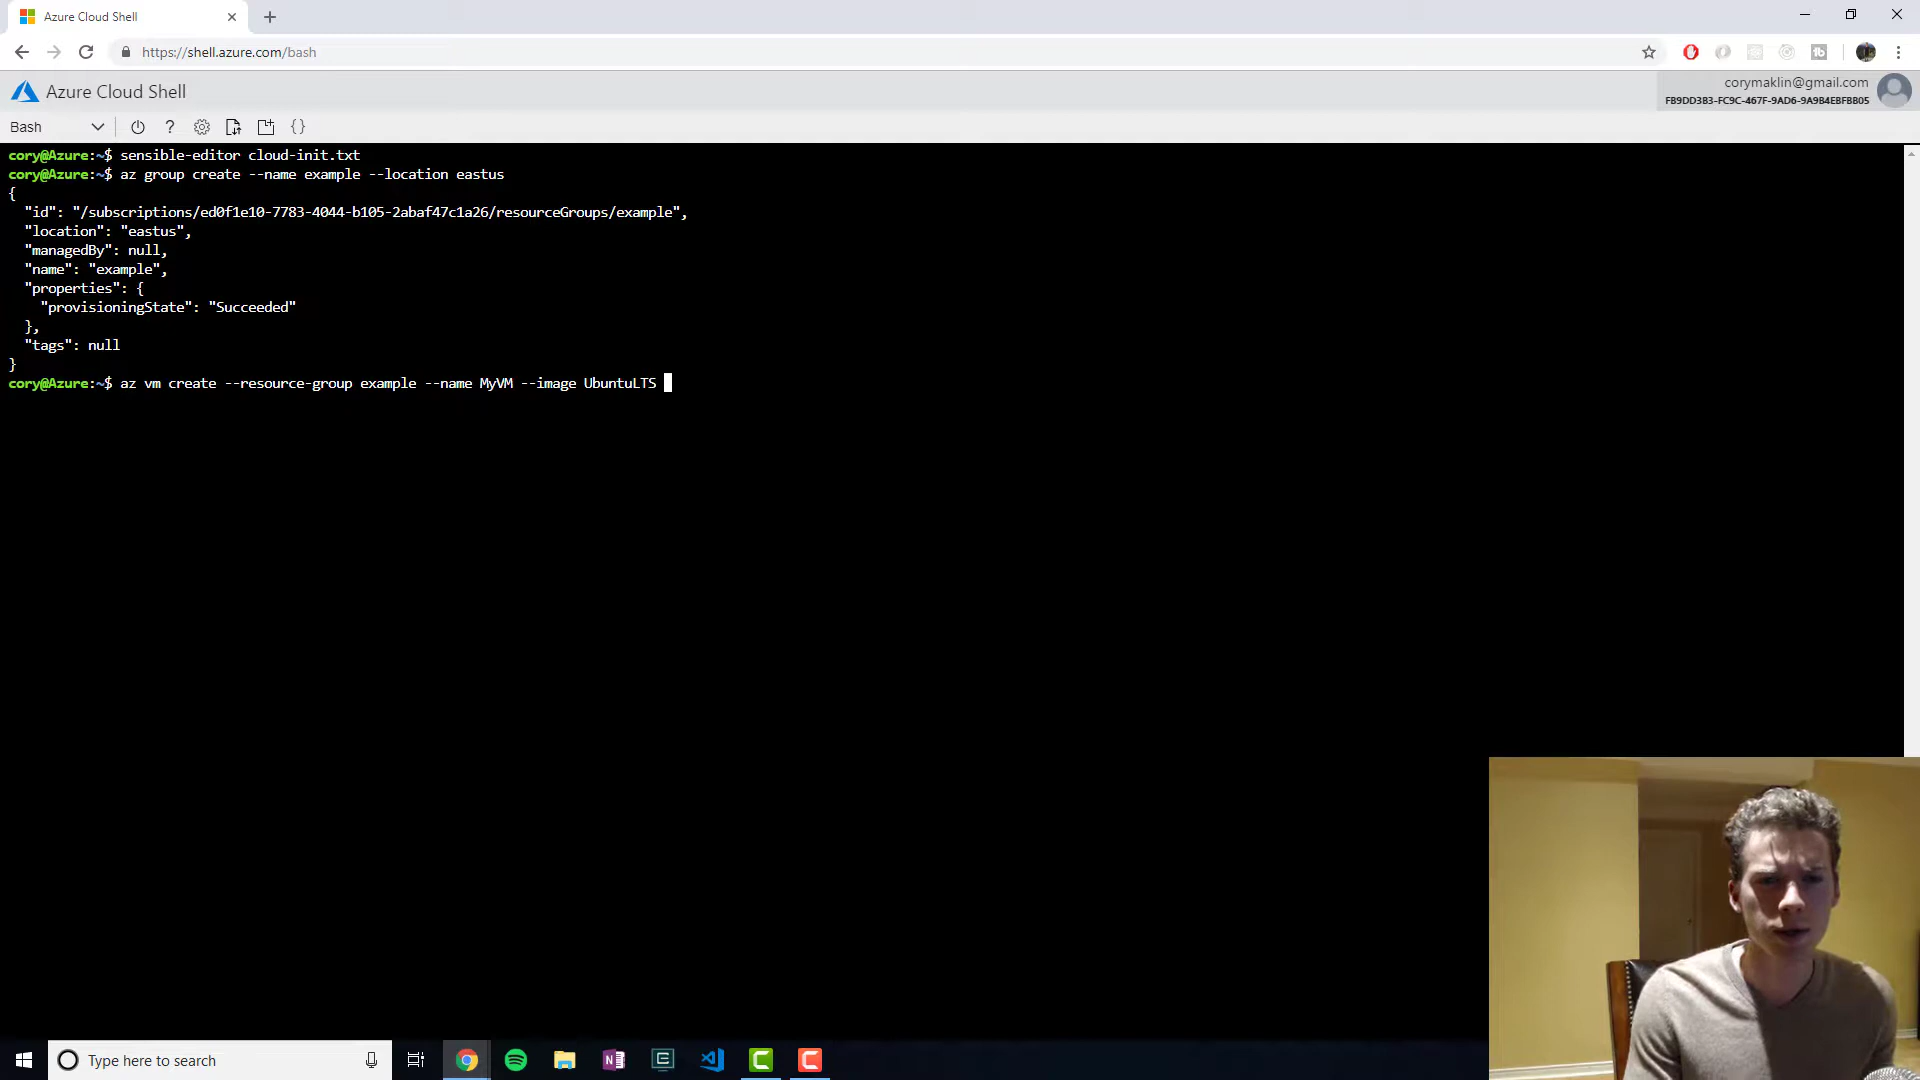 Azure Cloud Shell
https://shell.azure.com/bash
Azure Cloud Shell
corymaklin@gmail.com
FB9DD3B3-FC9C-467F-9AD6-9A9B4EBFBB05
Bash
cory@Azure:~$ sensible-editor cloud-init.txt
cory@Azure:~$ az group create --name example --location eastus
{
"id": "/subscriptions/ed0f1e10-7783-4044-b105-2abaf47c1a26/resourceGroups/example",
"location": "eastus",
"managedBy": null,
"name": "example",
"properties": {
"provisioningState": "Succeeded"
},
"tags": null
}
cory@Azure:~$ az vm create --resource-group example --name MyVM --image UbuntuLTS
Type here to search